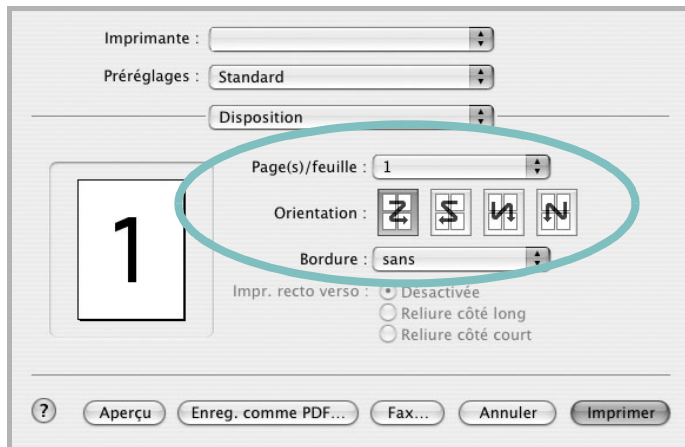 Imprimante :
Préréglages : Standard
Disposition
Page(s)/feuille : 1
1
Orientation :
Bordure : sans
Impr. recto verso : Désactivée
Reliure côté long
Reliure côté court
? Aperçu Enreg. comme PDF... Fax... Annuler Imprimer